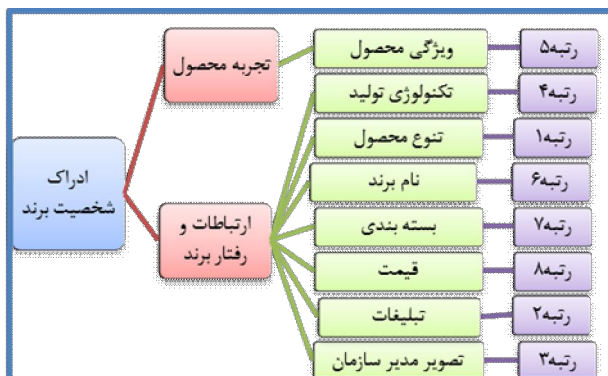 ادراک
شخصیت برند
تجربه محصول
ارتباطات و
رفتار برند
ویژگی محصول
رتبه۵
تکنولوژی تولید
رتبه۴
تنوع محصول
رتبه۱
نام برند
رتبه۶
بسته بندی
رتبه۷
قیمت
رتبه۸
تبلیغات
رتبه۲
تصویر مدیر سازمان
رتبه۳